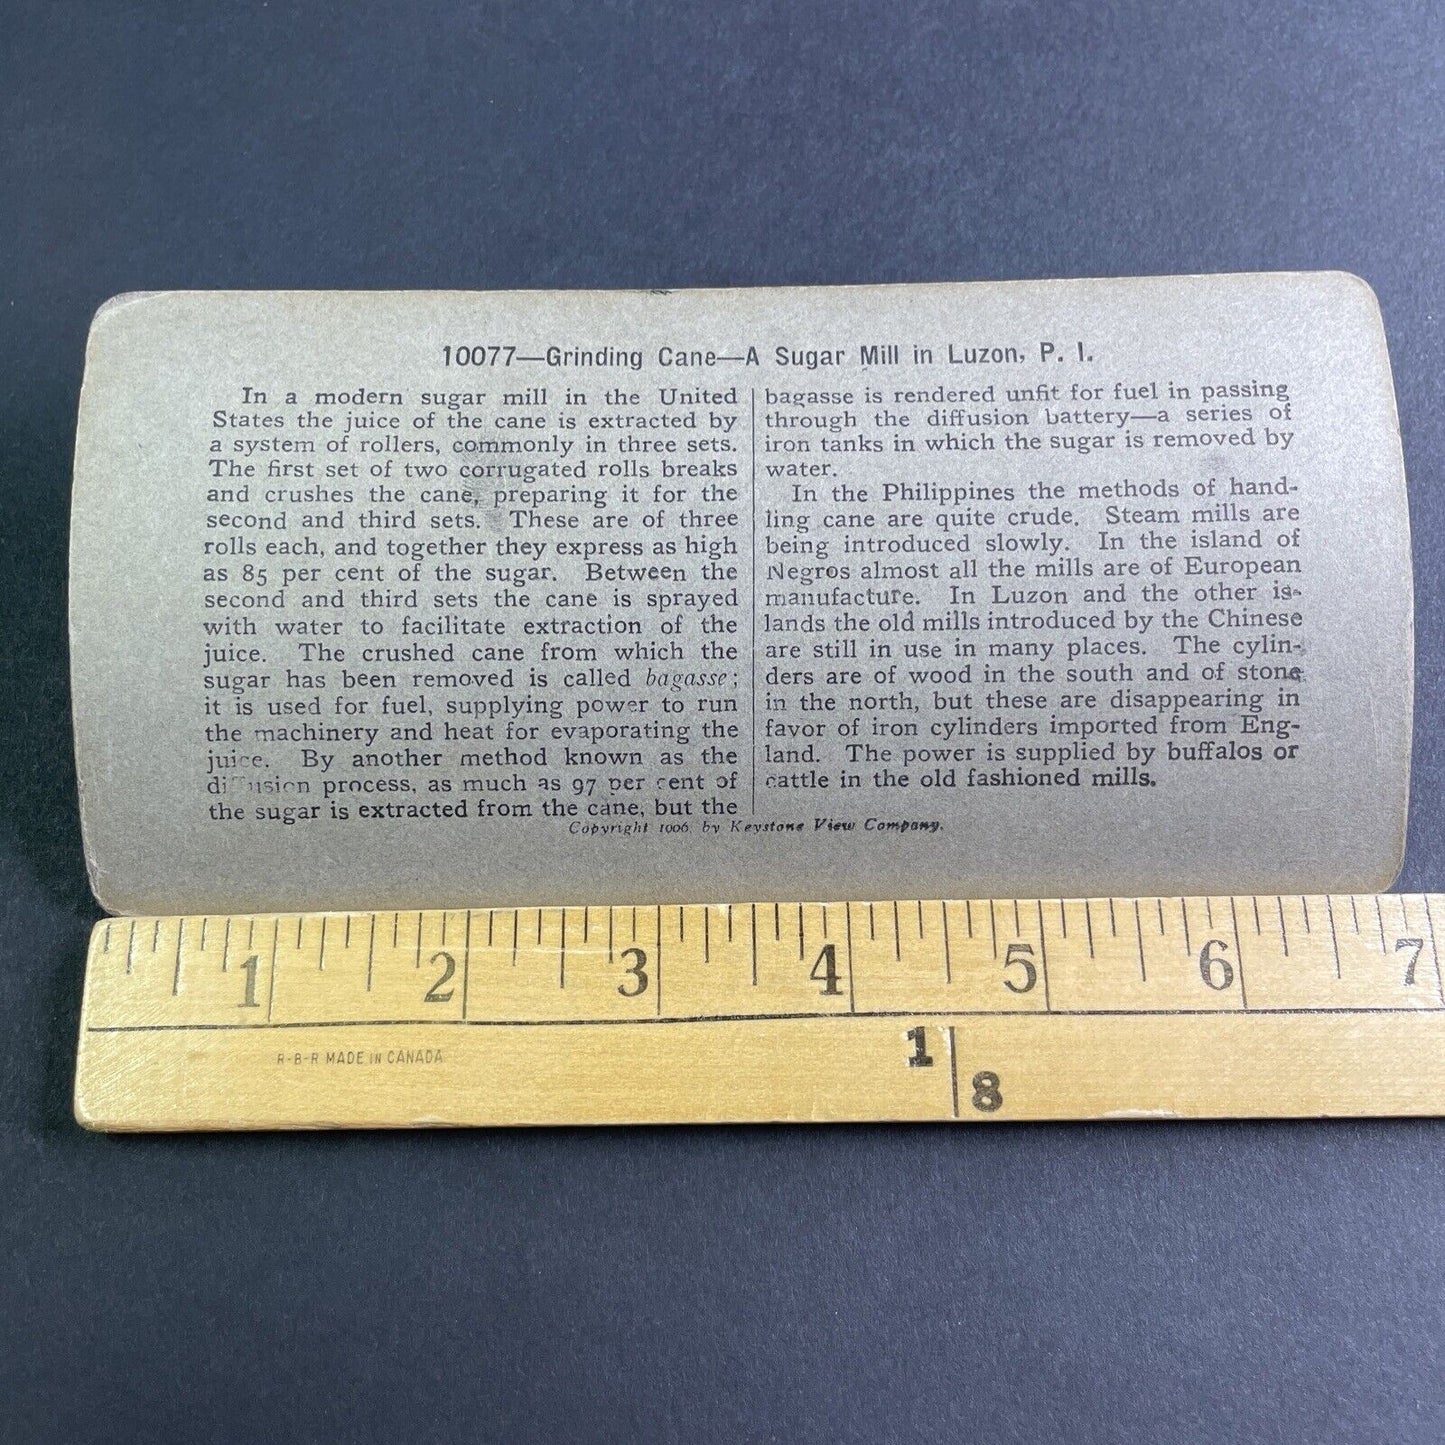 10077—Grinding Cane—A Sugar Mill in Luzon, P. I.
In a modern sugar mill in the United
States the juice of the cane is extracted by
a system of rollers, commonly in three sets.
The first set of two corrugated rolls breaks
and crushes the cane, preparing it for the
second and third sets. These are of three
rolls each, and together they express as high
as 85 per cent of the sugar. Between the
second and third sets the cane is sprayed
with water to facilitate extraction of the
juice. The crushed cane from which the
sugar has been removed is called bagasse;
it is used for fuel, supplying power to run
the machinery and heat for evaporating the
juice. By another method known as the
diffusion process, as much as 97 per cent of
the sugar is extracted from the cane, but the
bagasse is rendered unfit for fuel in passing
through the diffusion battery—a series of
iron tanks in which the sugar is removed by
water.
In the Philippines the methods of hand-
ling cane are quite crude. Steam mills are
being introduced slowly. In the island of
Negros almost all the mills are of European
manufacture. In Luzon and the other is-
lands the old mills introduced by the Chinese
are still in use in many places. The cylin-
ders are of wood in the south and of stone
in the north, but these are disappearing in
favor of iron cylinders imported from Eng-
land. The power is supplied by buffalos or
cattle in the old fashioned mills.
Copyright 1906, by Keystone View Company.
1 2 3 4 5 6 7
R-B-R MADE IN CANADA
1
8